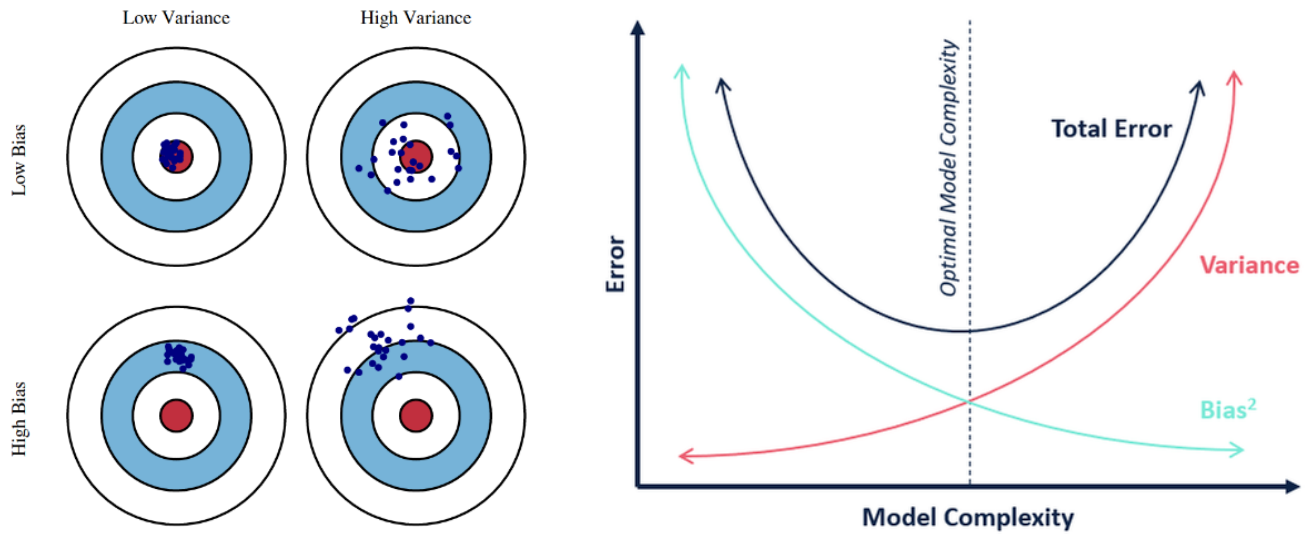 Low Variance
High Variance
Low Bias
High Bias
Error
Optimal Model Complexity
Total Error
Variance
Bias²
Model Complexity